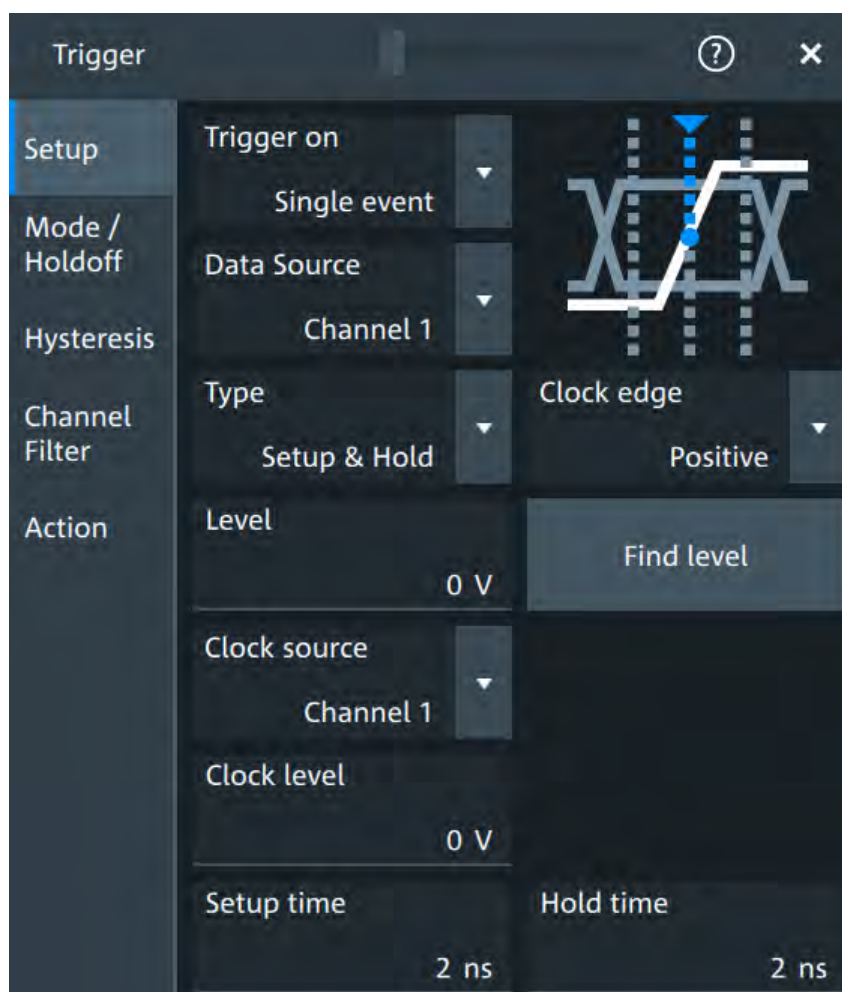 Trigger
?
Setup
Mode /
Holdoff
Hysteresis
Channel
Filter
Action
Trigger on
Single event
Data Source
Channel 1
Type
Setup & Hold
Clock edge
Positive
Level
0 V
Find level
Clock source
Channel 1
Clock level
0 V
Setup time
2 ns
Hold time
2 ns